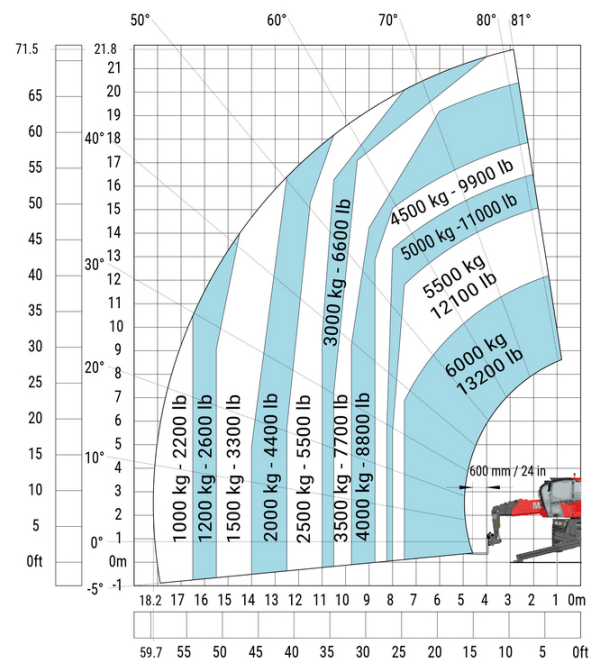 50° 60° 70° 80° 81°
71.5 21.8
21
65 20
19
60 40° 18
55 17
16
50 15
45 14
30° 13
40 12
35 11
10
30 9
25 20° 8
7
20 6
15 5
10° 4
10 3
5 2
1
0° 0ft 0m
-5° -1
1000 kg - 2200 lb
1200 kg - 2600 lb
1500 kg - 3300 lb
2000 kg - 4400 lb
2500 kg - 5500 lb
3000 kg - 6600 lb
3500 kg - 7700 lb
4000 kg - 8800 lb
4500 kg - 9900 lb
5000 kg -11000 lb
5500 kg
12100 lb
6000 kg
13200 lb
600 mm / 24 in
18.2 17 16 15 14 13 12 11 10 9 8 7 6 5 4 3 2 1 0m
59.7 55 50 45 40 35 30 25 20 15 10 5 0ft